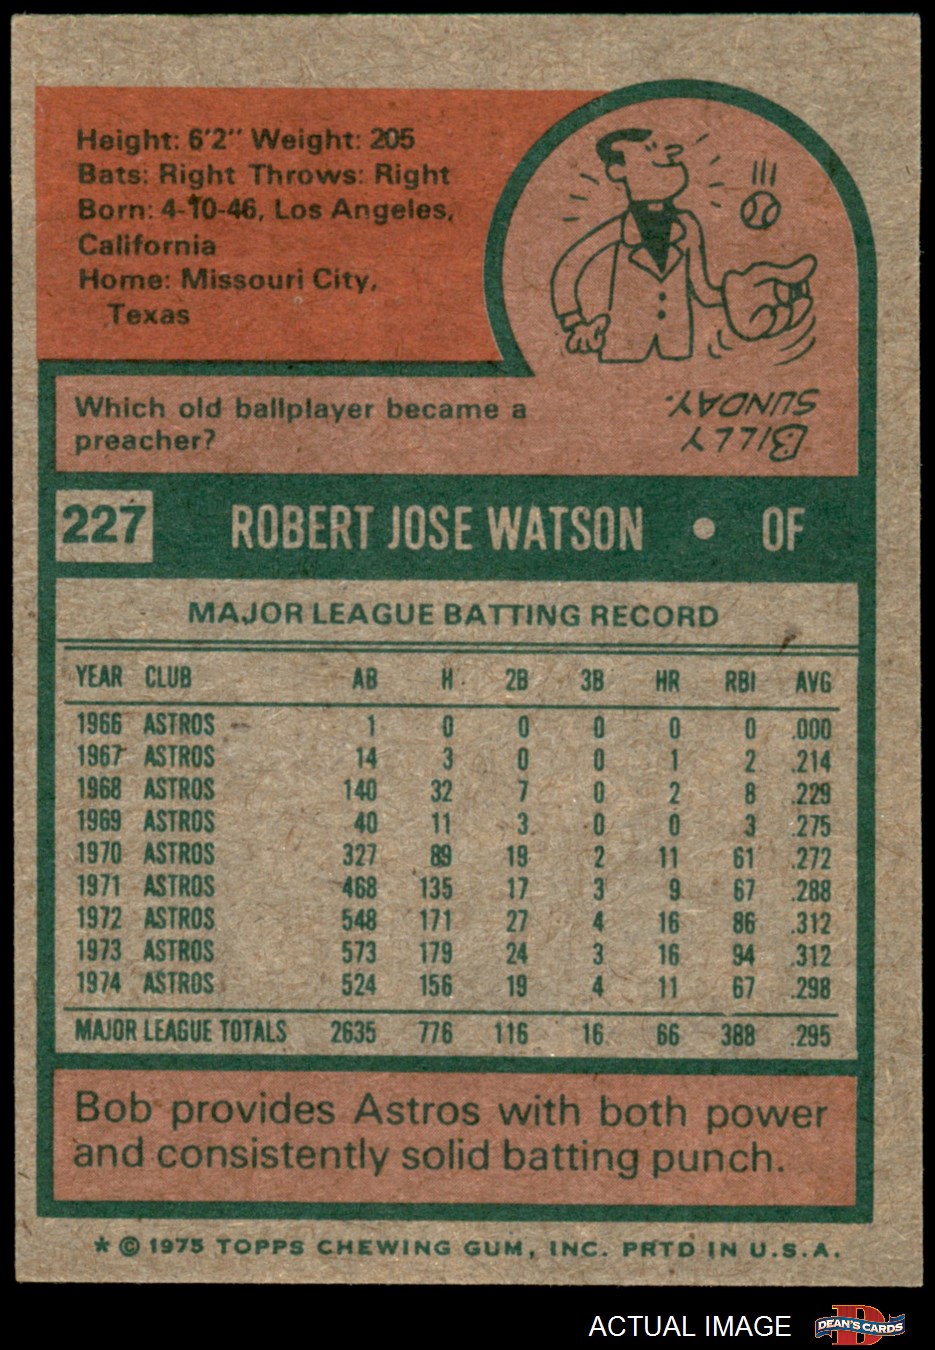 Height: 6'2" Weight: 205
Bats: Right Throws: Right
Born: 4-10-46, Los Angeles,
California
Home: Missouri City,
Texas
Which old ballplayer became a
preacher?
BILLY
SUNDAY.
227 ROBERT JOSE WATSON • OF
MAJOR LEAGUE BATTING RECORD
YEAR CLUB AB H 2B 3B HR RBI AVG
1966 ASTROS 1 0 0 0 0 0 .000
1967 ASTROS 14 3 0 0 1 2 .214
1968 ASTROS 140 32 7 0 2 8 .229
1969 ASTROS 40 11 3 0 0 3 .275
1970 ASTROS 327 89 19 2 11 61 .272
1971 ASTROS 468 135 17 3 9 67 .288
1972 ASTROS 548 171 27 4 16 86 .312
1973 ASTROS 573 179 24 3 16 94 .312
1974 ASTROS 524 156 19 4 11 67 .298
MAJOR LEAGUE TOTALS 2635 776 116 16 66 388 .295
Bob provides Astros with both power
and consistently solid batting punch.
* © 1975 TOPPS CHEWING GUM, INC. PRTD IN U.S.A.
ACTUAL IMAGE
D
DEAN'S CARDS